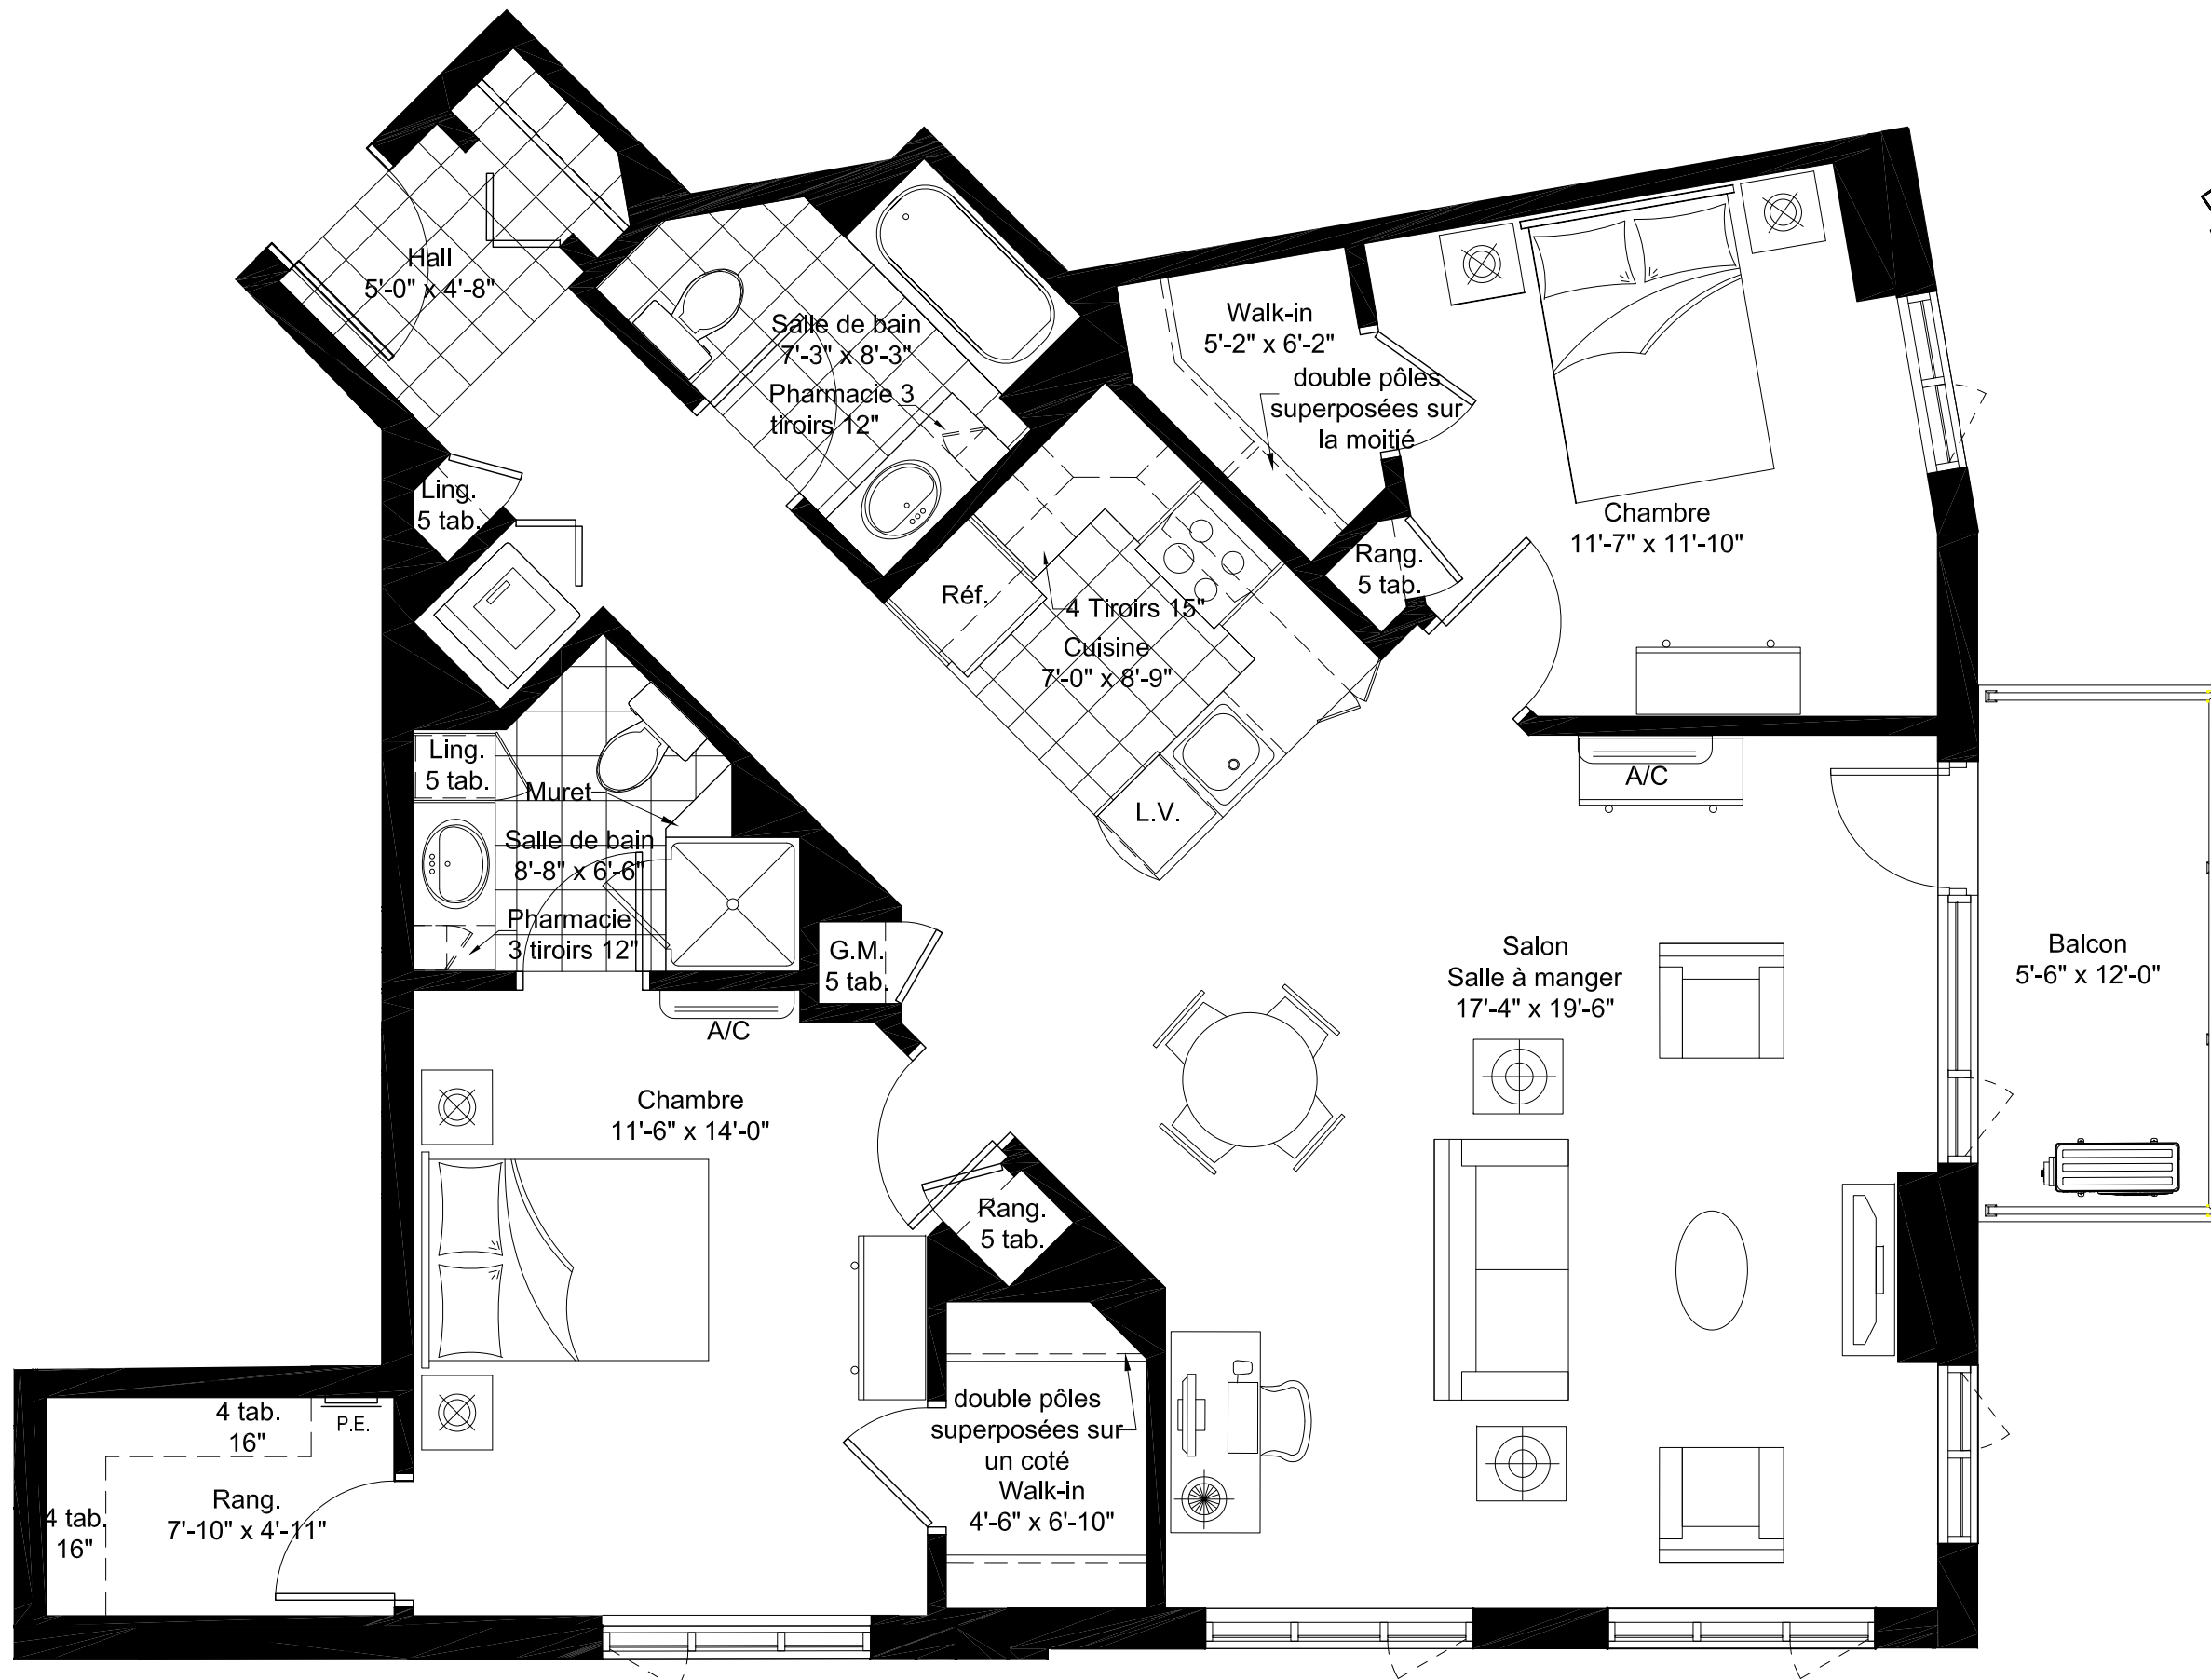 Hall
5'-0" x 4'-8"
Salle de bain
7'-3" x 8'-3"
Pharmacie 3
tiroirs 12"
Walk-in
5'-2" x 6'-2"
double pôles
superposées sur
la moitié
Chambre
11'-7" x 11'-10"
Ling.
5 tab.
Rang.
5 tab.
Réf.
4 Tiroirs 15"
Cuisine
7'-0" x 8'-9"
L.V.
A/C
Ling.
5 tab.
Muret
Salle de bain
8'-8" x 6'-6"
Pharmacie
3 tiroirs 12"
G.M.
5 tab.
Salon
Salle à manger
17'-4" x 19'-6"
Balcon
5'-6" x 12'-0"
A/C
Chambre
11'-6" x 14'-0"
Rang.
5 tab.
4 tab.
16"
P.E.
Rang.
7'-10" x 4'-11"
4 tab.
16"
double pôles
superposées sur
un coté
Walk-in
4'-6" x 6'-10"